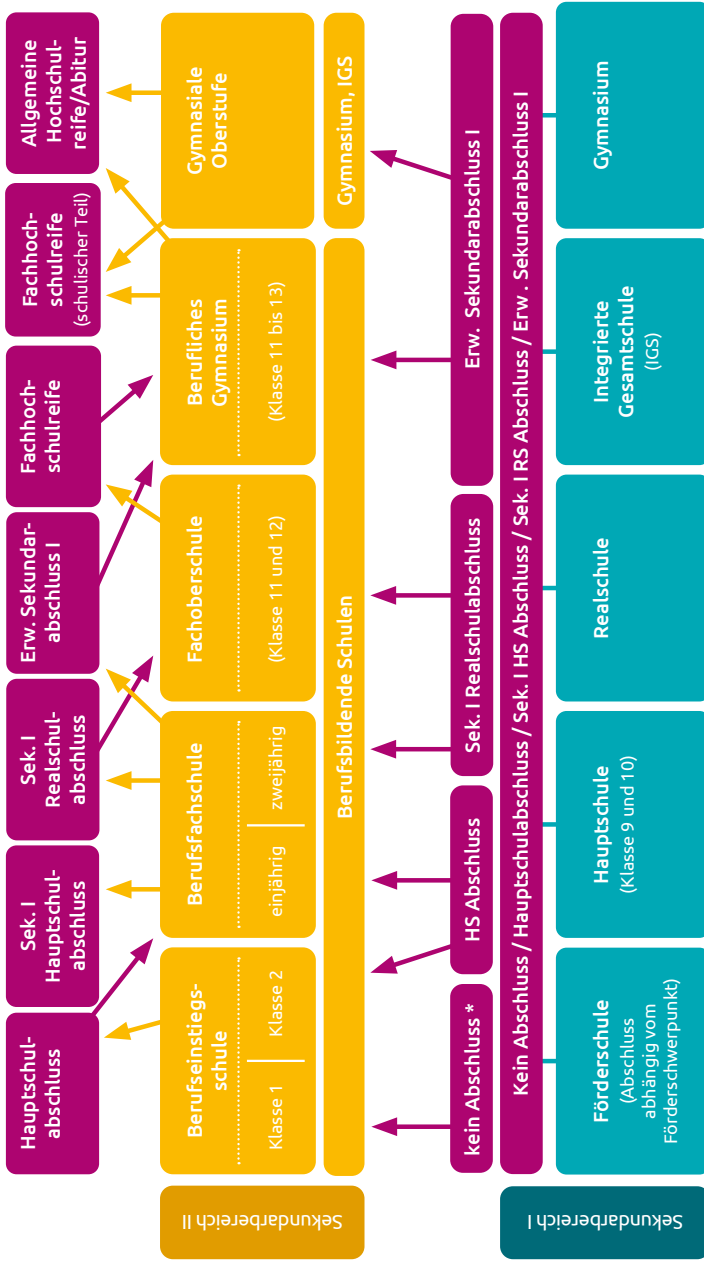 Hauptschul-
abschluss
Sek. I
Hauptschul-
abschluss
Sek. I
Realschul-
abschluss
Erw. Sekundar-
abschluss I
Fachhoch-
schulreife
Fachhoch-
schulreife
(schulischer Teil)
Allgemeine
Hochschul-
reife/Abitur
Sekundarbereich II
Berufseinstiegs-
schule
Klasse 1
Klasse 2
Berufsfachschule
einjährig
zweijährig
Fachoberschule
(Klasse 11 und 12)
Berufliches
Gymnasium
(Klasse 11 bis 13)
Gymnasiale
Oberstufe
Berufsbildende Schulen
Gymnasium, IGS
kein Abschluss *
HS Abschluss
Sek. I Realschulabschluss
Erw. Sekundarabschluss I
Kein Abschluss / Hauptschulabschluss / Sek. I HS Abschluss / Sek. I RS Abschluss / Erw. Sekundarabschluss I
Sekundarbereich I
Förderschule
(Abschluss
abhängig vom
Förderschwerpunkt)
Hauptschule
(Klasse 9 und 10)
Realschule
Integrierte
Gesamtschule
(IGS)
Gymnasium